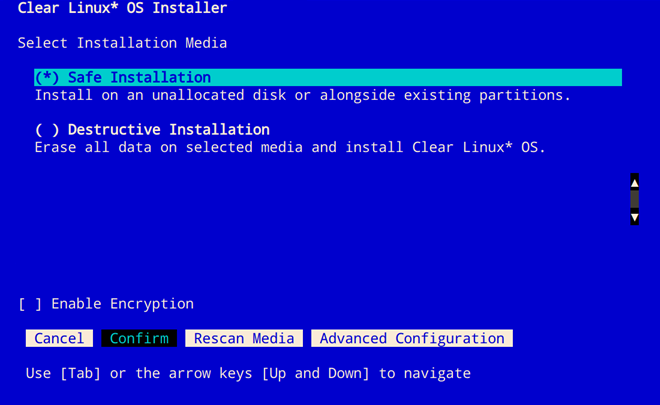 Clear Linux* OS Installer
Select Installation Media
(*) Safe Installation
Install on an unallocated disk or alongside existing partitions.
( ) Destructive Installation
Erase all data on selected media and install Clear Linux* OS.
[ ] Enable Encryption
Cancel Confirm Rescan Media Advanced Configuration
Use [Tab] or the arrow keys [Up and Down] to navigate